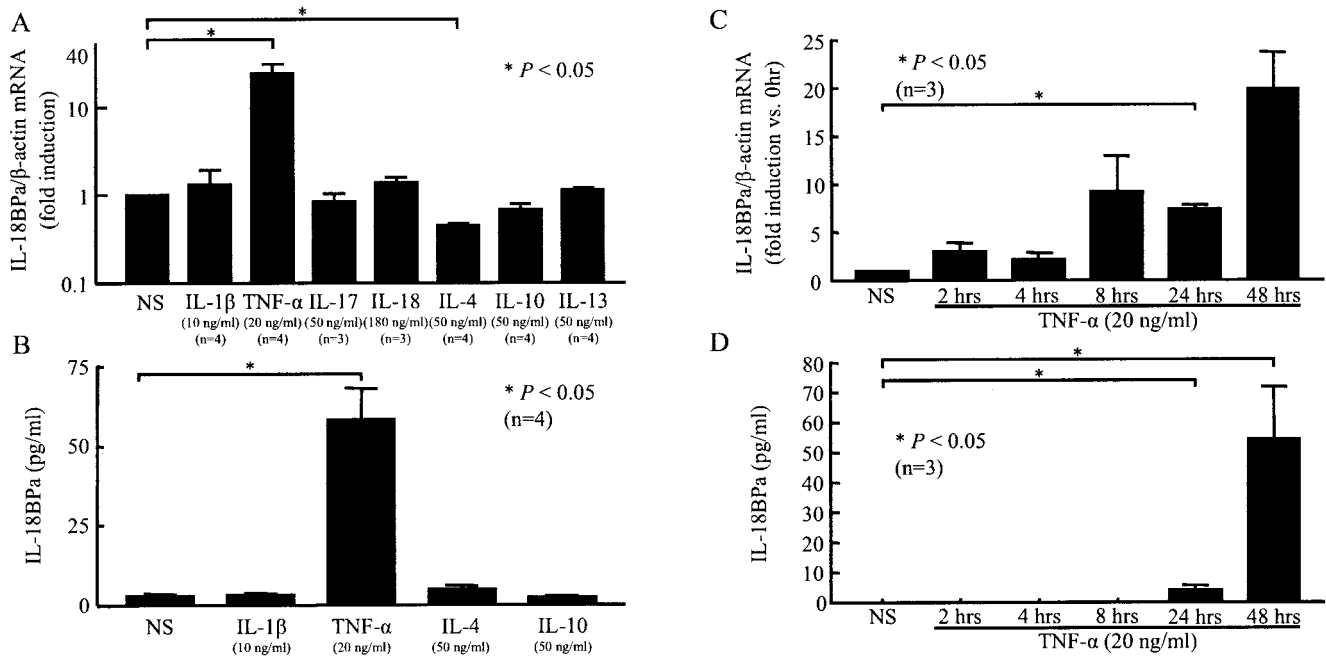 A
IL-18BPa/β-actin mRNA
(fold induction)
40
10
1
0.1
*
*
* P < 0.05
NS
IL-1β
TNF-α
IL-17
IL-18
IL-4
IL-10
IL-13
(10 ng/ml)
(20 ng/ml)
(50 ng/ml)
(180 ng/ml)
(50 ng/ml)
(50 ng/ml)
(50 ng/ml)
(n=4)
(n=4)
(n=3)
(n=3)
(n=4)
(n=4)
(n=4)
B
IL-18BPa (pg/ml)
75
50
25
0
*
* P < 0.05
(n=4)
NS
IL-1β
TNF-α
IL-4
IL-10
(10 ng/ml)
(20 ng/ml)
(50 ng/ml)
(50 ng/ml)
C
IL-18BPa/β-actin mRNA
(fold induction vs. 0hr)
25
20
15
10
5
0
* P < 0.05
(n=3)
*
NS
2 hrs
4 hrs
8 hrs
24 hrs
48 hrs
TNF-α (20 ng/ml)
D
IL-18BPa (pg/ml)
80
70
60
50
40
30
20
10
0
*
*
* P < 0.05
(n=3)
NS
2 hrs
4 hrs
8 hrs
24 hrs
48 hrs
TNF-α (20 ng/ml)